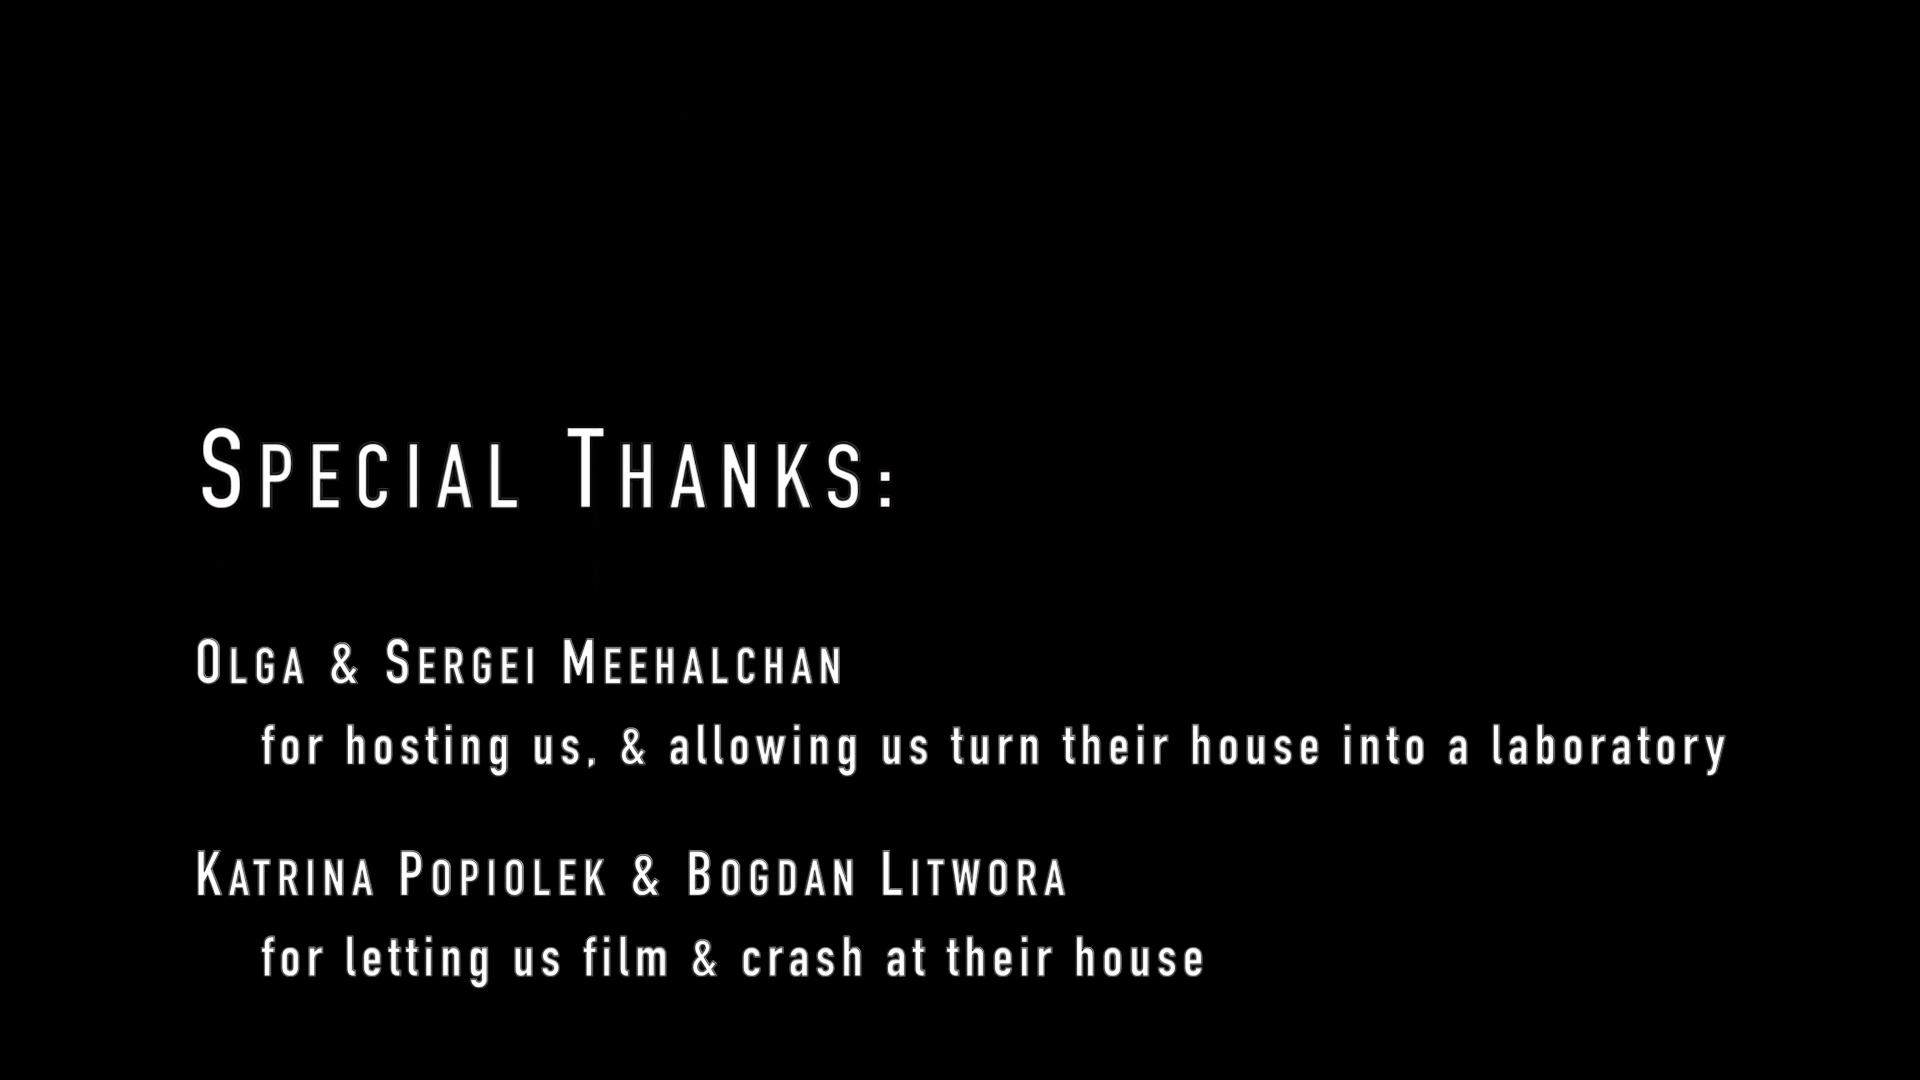 SPECIAL THANKS:
OLGA & SERGEI MEEHALCHAN
for hosting us, & allowing us turn their house into a laboratory
KATRINA POPIOLEK & BOGDAN LITWORA
for letting us film & crash at their house